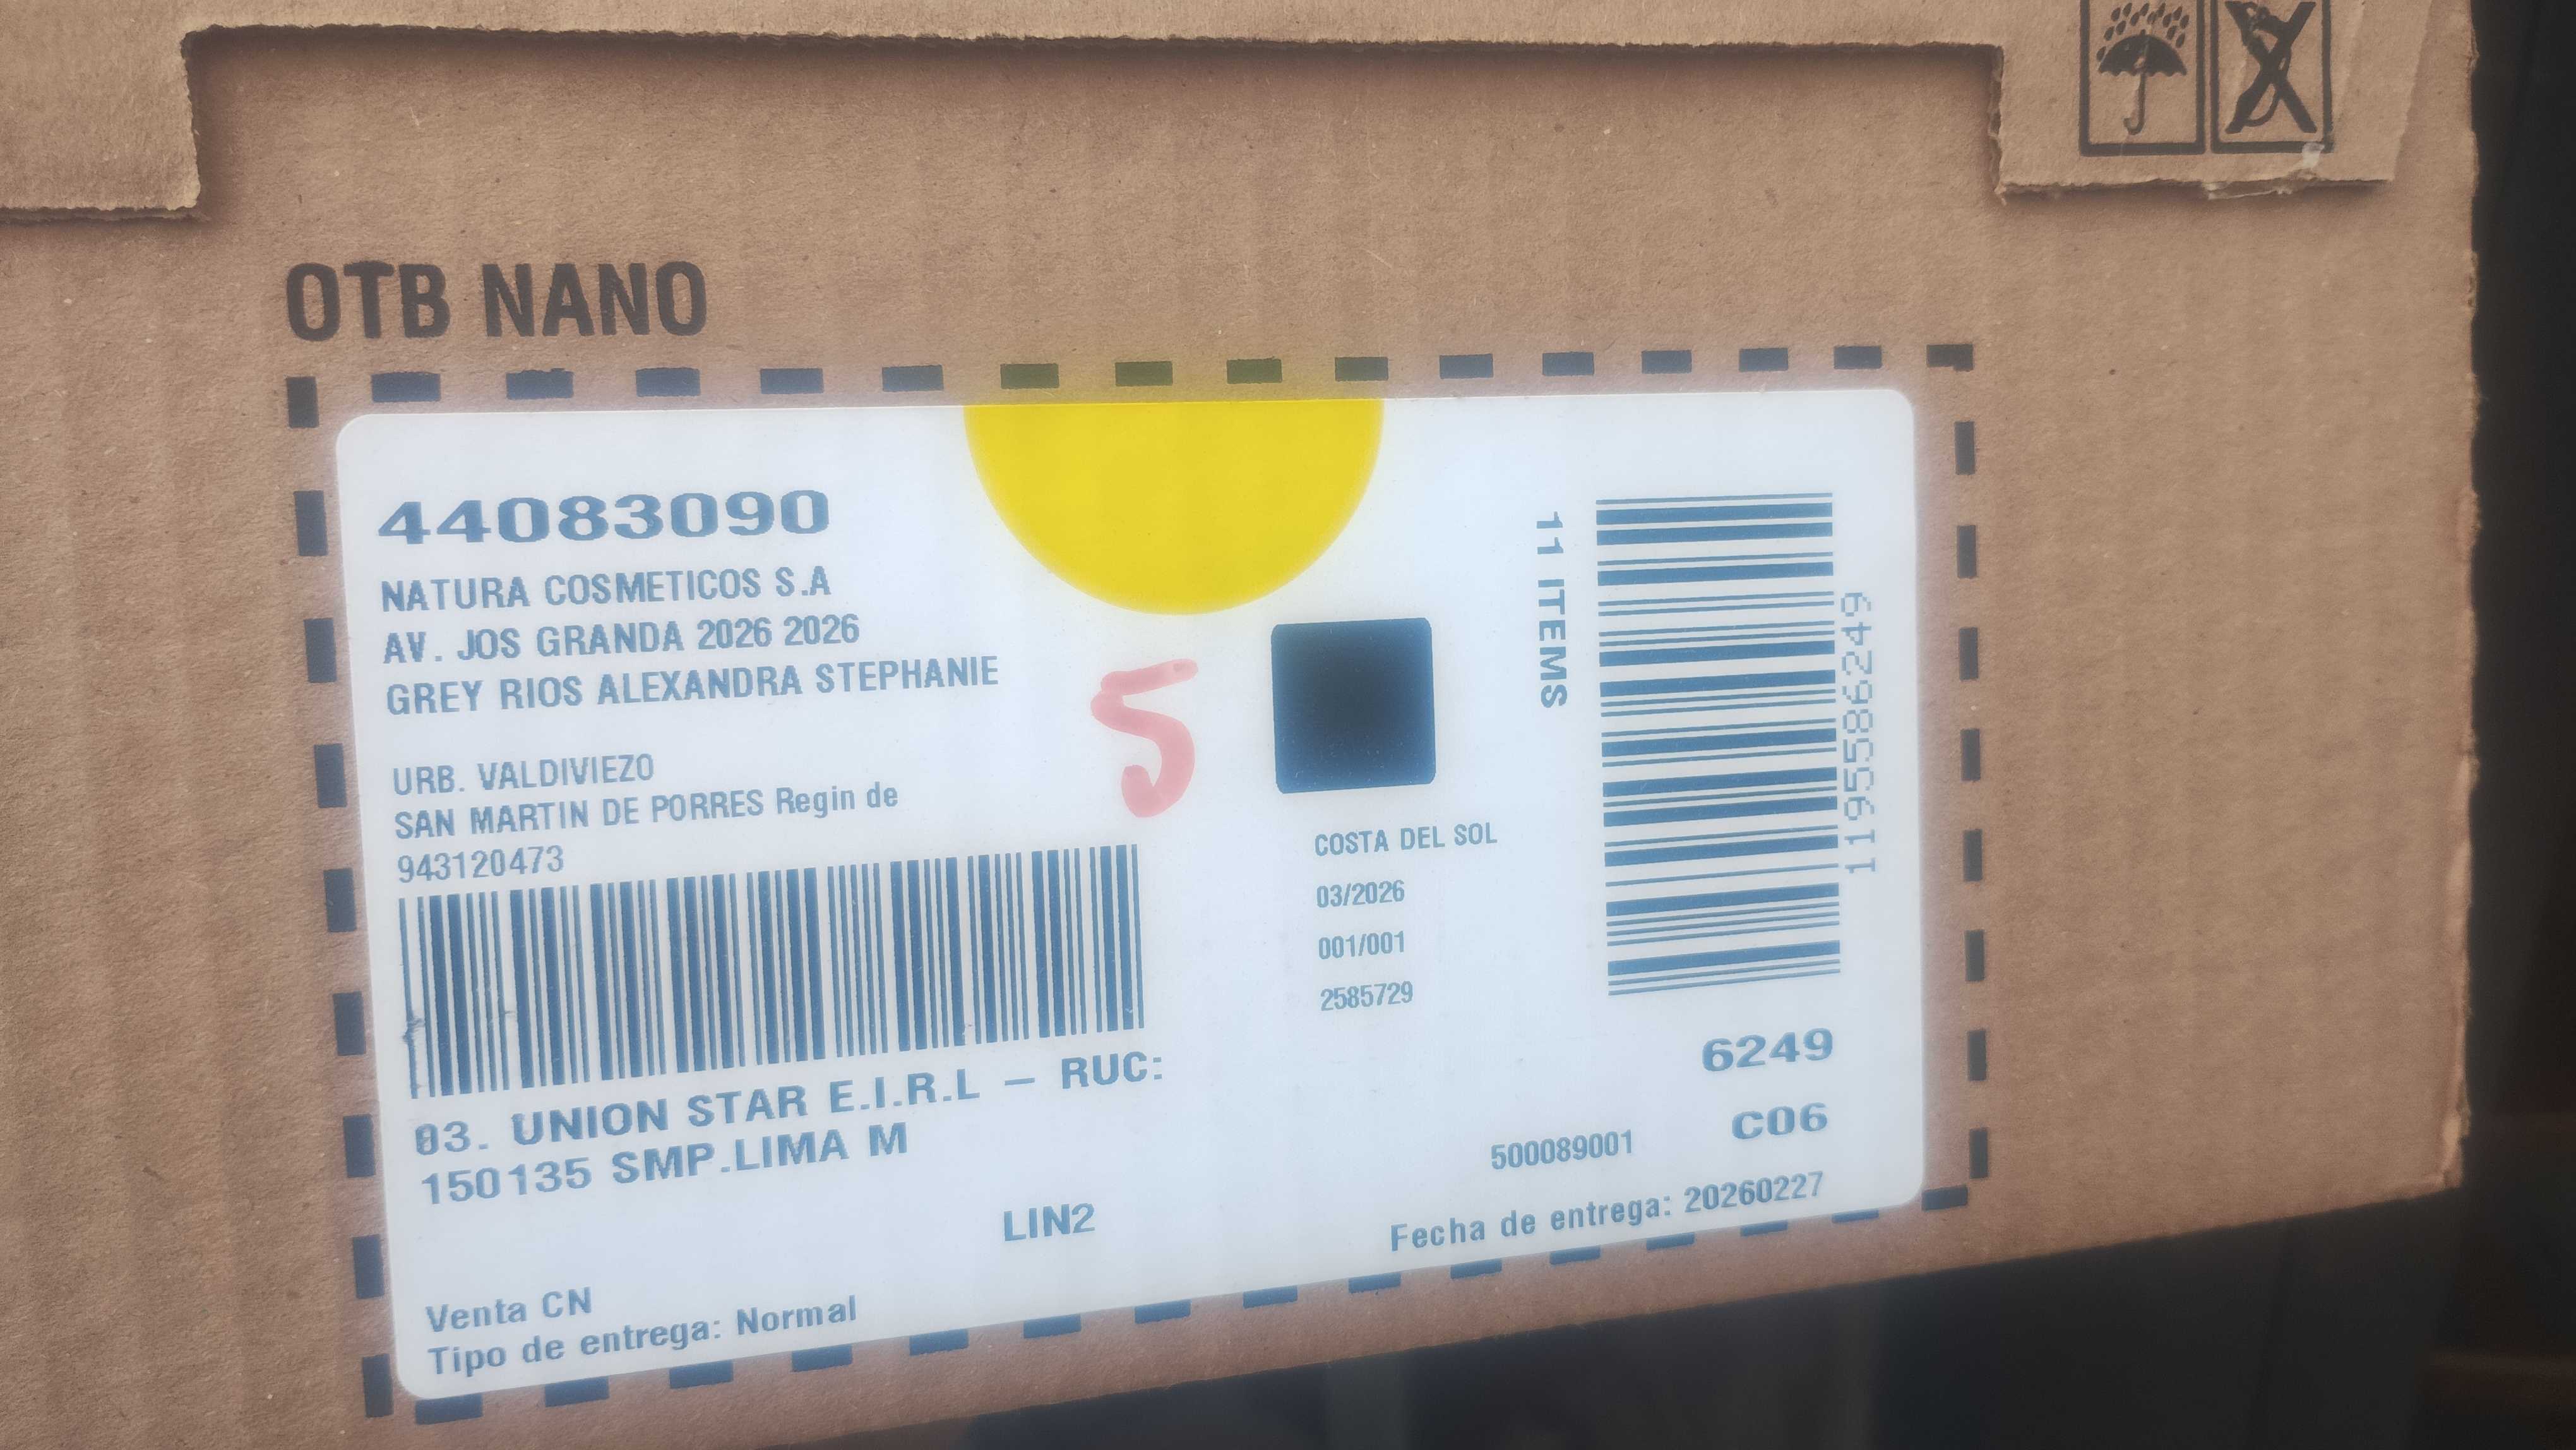 OTB NANO
44083090
NATURA COSMETICOS S.A
AV. JOS GRANDA 2026 2026
GREY RIOS ALEXANDRA STEPHANIE
URB. VALDIVIEZO
SAN MARTIN DE PORRES Regin de
943120473
5
11 ITEMS
1195586249
COSTA DEL SOL
03/2026
001/001
2585729
03. UNION STAR E.I.R.L – RUC:
150135 SMP.LIMA M
6249
C06
500089001
LIN2
Fecha de entrega: 20260227
Venta CN
Tipo de entrega: Normal